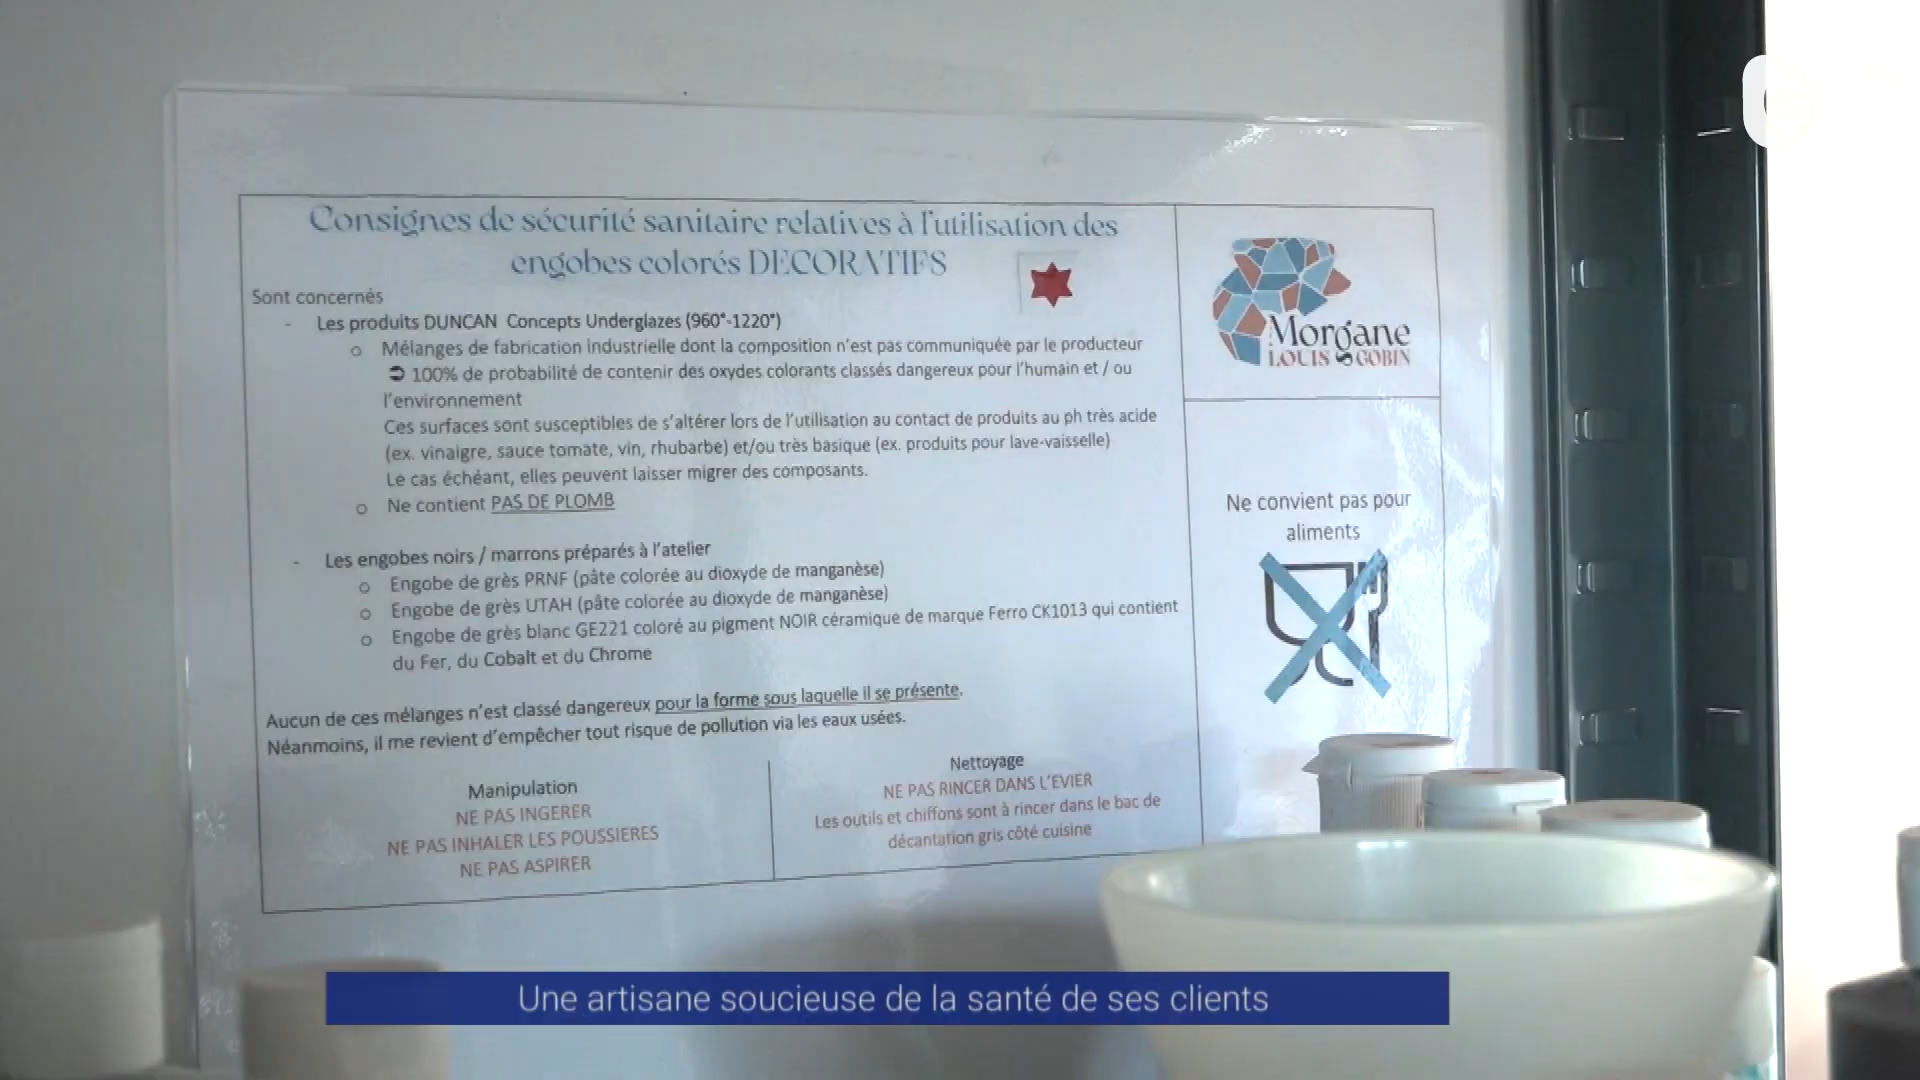 Consignes de sécurité sanitaire relatives à l'utilisation des
engobes colorés DECORATIFS
Sont concernés
- Les produits DUNCAN Concepts Underglazes (960°-1220°)
o Mélanges de fabrication industrielle dont la composition n'est pas communiquée par le producteur
➲ 100% de probabilité de contenir des oxydes colorants classés dangereux pour l'humain et / ou
l'environnement
Ces surfaces sont susceptibles de s'altérer lors de l'utilisation au contact de produits au ph très acide
(ex. vinaigre, sauce tomate, vin, rhubarbe) et/ou très basique (ex. produits pour lave-vaisselle)
Le cas échéant, elles peuvent laisser migrer des composants.
o Ne contient PAS DE PLOMB
- Les engobes noirs / marrons préparés à l'atelier
o Engobe de grès PRNF (pâte colorée au dioxyde de manganèse)
o Engobe de grès UTAH (pâte colorée au dioxyde de manganèse)
o Engobe de grès blanc GE221 coloré au pigment NOIR céramique de marque Ferro CK1013 qui contient
du Fer, du Cobalt et du Chrome
Aucun de ces mélanges n'est classé dangereux pour la forme sous laquelle il se présente.
Néanmoins, il me revient d'empêcher tout risque de pollution via les eaux usées.
Manipulation
NE PAS INGERER
NE PAS INHALER LES POUSSIERES
NE PAS ASPIRER
Nettoyage
NE PAS RINCER DANS L'EVIER
Les outils et chiffons sont à rincer dans le bac de
décantation gris côté cuisine
Morgane
LOUIS GOBIN
Ne convient pas pour
aliments
Une artisane soucieuse de la santé de ses clients